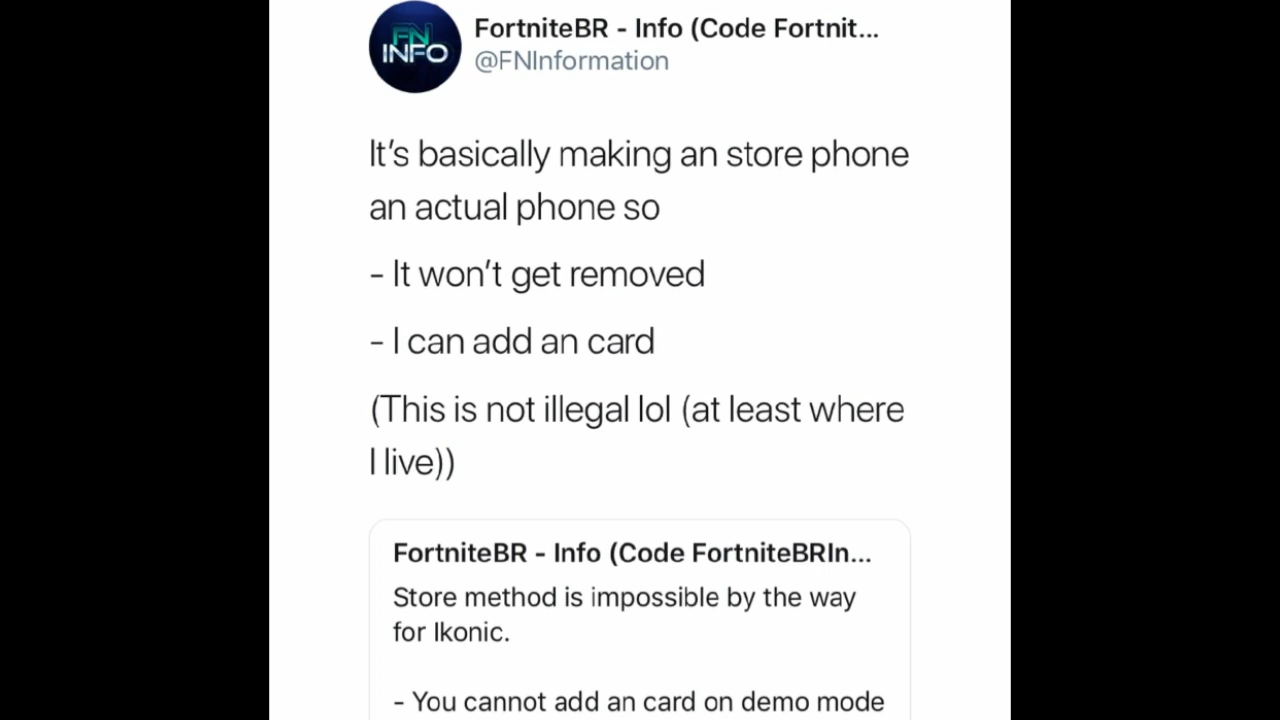 FN
INFO
FortniteBR - Info (Code Fortnit...
@FNInformation
It's basically making an store phone
an actual phone so
- It won't get removed
- I can add an card
(This is not illegal lol (at least where
I live))
FortniteBR - Info (Code FortniteBRIn...
Store method is impossible by the way
for Ikonic.
- You cannot add an card on demo mode